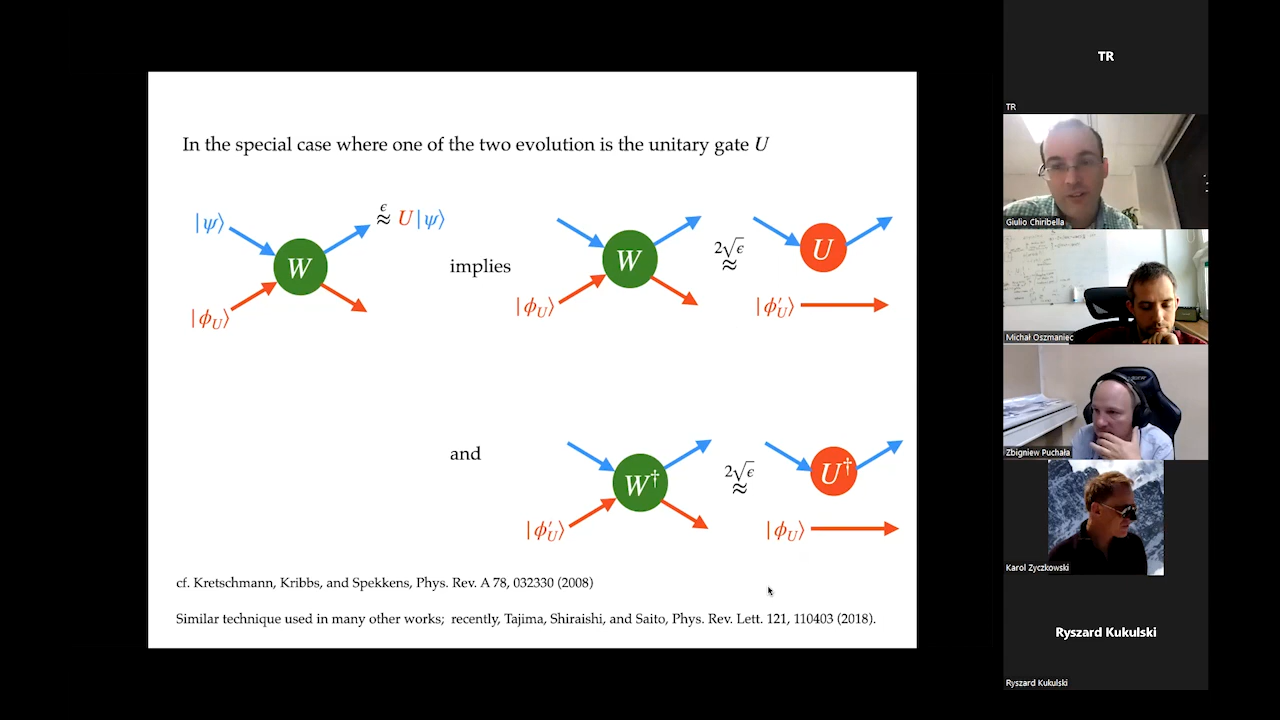 In the special case where one of the two evolution is the unitary gate U
|ψ⟩
W
ϵ
≈ U|ψ⟩
|ϕ_U⟩
implies
W
|ϕ_U⟩
2√ϵ
≈
U
|ϕ′_U⟩
and
W†
|ϕ′_U⟩
2√ϵ
≈
U†
|ϕ_U⟩
cf. Kretschmann, Kribbs, and Spekkens, Phys. Rev. A 78, 032330 (2008)
Similar technique used in many other works; recently, Tajima, Shiraishi, and Saito, Phys. Rev. Lett. 121, 110403 (2018).
TR
TR
Giulio Chiribella
Michał Oszmaniec
Zbigniew Puchała
Karol Zyczkowski
Ryszard Kukulski
Ryszard Kukulski